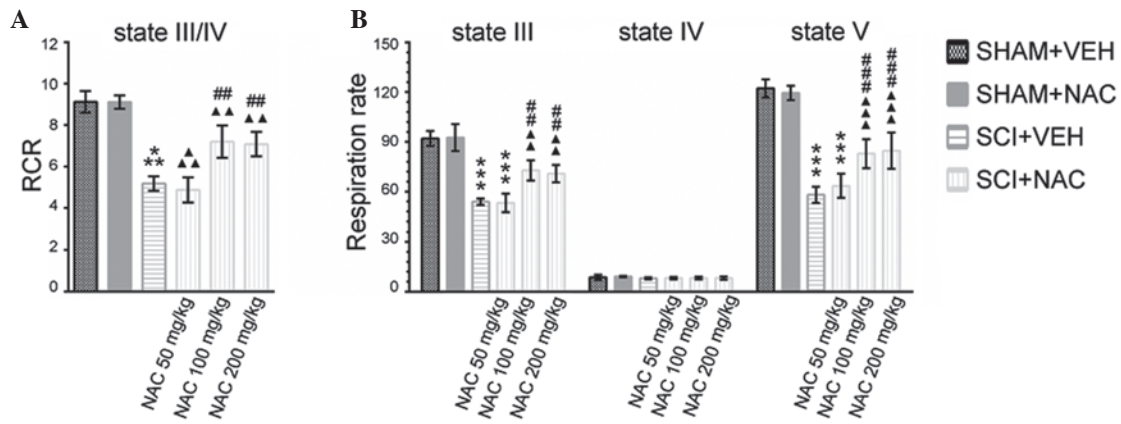 A
state III/IV
RCR
12
10
8
6
4
2
0
*
**
▲
▲▲
##
▲▲
##
▲▲
NAC 50 mg/kg
NAC 100 mg/kg
NAC 200 mg/kg
B
state III
state IV
state V
Respiration rate
150
120
90
60
30
0
***
***
##▲▲
##▲▲
***
***
###▲▲▲
###▲▲▲
NAC 50 mg/kg
NAC 100 mg/kg
NAC 200 mg/kg
NAC 50 mg/kg
NAC 100 mg/kg
NAC 200 mg/kg
NAC 50 mg/kg
NAC 100 mg/kg
NAC 200 mg/kg
SHAM+VEH
SHAM+NAC
SCI+VEH
SCI+NAC